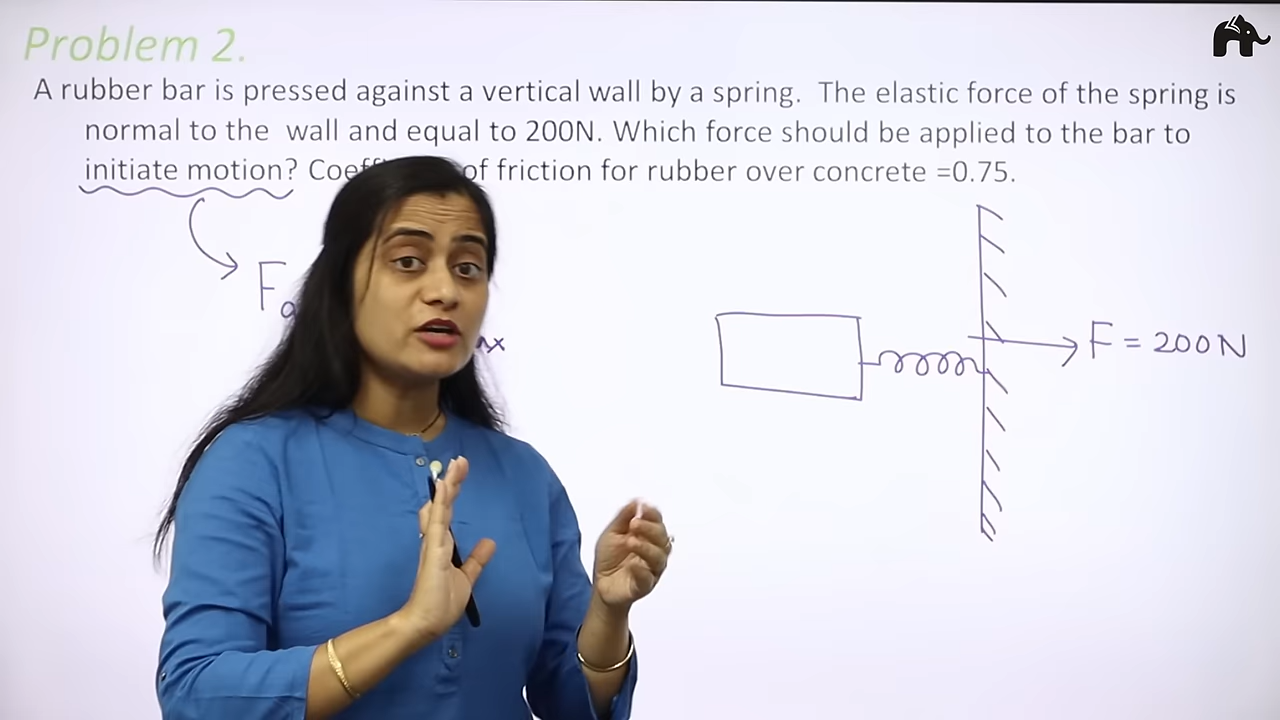 Problem 2.
A rubber bar is pressed against a vertical wall by a spring. The elastic force of the spring is
normal to the wall and equal to 200N. Which force should be applied to the bar to
initiate motion? of friction for rubber over concrete =0.75.
F
F = 200 N